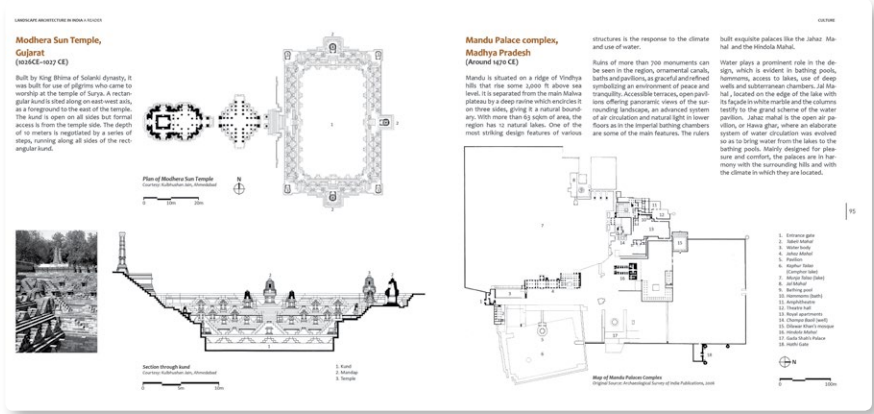 LANDSCAPE ARCHITECTURE IN INDIA A READER
CULTURE
Modhera Sun Temple,
Gujarat
(1026CE–1027 CE)
Built by King Bhima of Solanki dynasty, it
was built for use of pilgrims who came to
worship at the temple of Surya. A rectan-
gular kund is sited along on-east-west axis,
as a foreground to the east of the temple.
The kund is open on all sides but formal
access is from the temple side. The depth
of 10 meters is negotiated by a series of
steps, running along all sides of the rect-
angular kund.
Plan of Modhera Sun Temple
Courtesy: Kulbhushan Jain, Ahmedabad
N
0 10m 20m
Section through kund
Courtesy: Kulbhushan Jain, Ahmedabad
0 5m 10m
1. Kund
2. Mandap
3. Temple
Mandu Palace complex,
Madhya Pradesh
(Around 1470 CE)
Mandu is situated on a ridge of Vindhya
hills that rise some 2,000 ft above sea
level. It is separated from the main Malwa
plateau by a deep ravine which encircles it
on three sides, giving it a natural bound-
ary. With more than 63 sqkm of area, the
region has 12 natural lakes. One of the
most striking design features of various
structures is the response to the climate
and use of water.
Ruins of more than 700 monuments can
be seen in the region, ornamental canals,
baths and pavilions, as graceful and refined
symbolizing an environment of peace and
tranquility. Accessible terraces, open pavil-
ions offering panoramic views of the sur-
rounding landscape, an advanced system
of air circulation and natural light in lower
floors as in the imperial bathing chambers
are some of the main features. The rulers
built exquisite palaces like the Jahaz Ma-
hal and the Hindola Mahal.
Water plays a prominent role in the de-
sign, which is evident in bathing pools,
hammams, access to lakes, use of deep
wells and subterranean chambers. Jal Ma-
hal , located on the edge of the lake with
its façade in white marble and the columns
testify to the grand scheme of the water
pavilion. Jahaz mahal is the open air pa-
vilion, or Hawa ghar, where an elaborate
system of water circulation was evolved
so as to bring water from the lakes to the
bathing pools. Mainly designed for plea-
sure and comfort, the palaces are in har-
mony with the surrounding hills and with
the climate in which they are located.
95
1. Entrance gate
2. Taveli Mahal
3. Water body
4. Jahaz Mahal
5. Pavilion
6. Kaphur Talao
(Camphor lake)
7. Munja Talao (lake)
8. Jal Mahal
9. Bathing pool
10. Hammams (bath)
11. Amphitheatre
12. Theatre hall
13. Royal apartments
14. Champa Baoli (well)
15. Dilawar Khan's mosque
16. Hindola Mahal
17. Gada Shah's Palace
18. Hathi Gate
N
0 100m
Map of Mandu Palaces Complex
Original Source: Archaeological Survey of India Publications, 2006